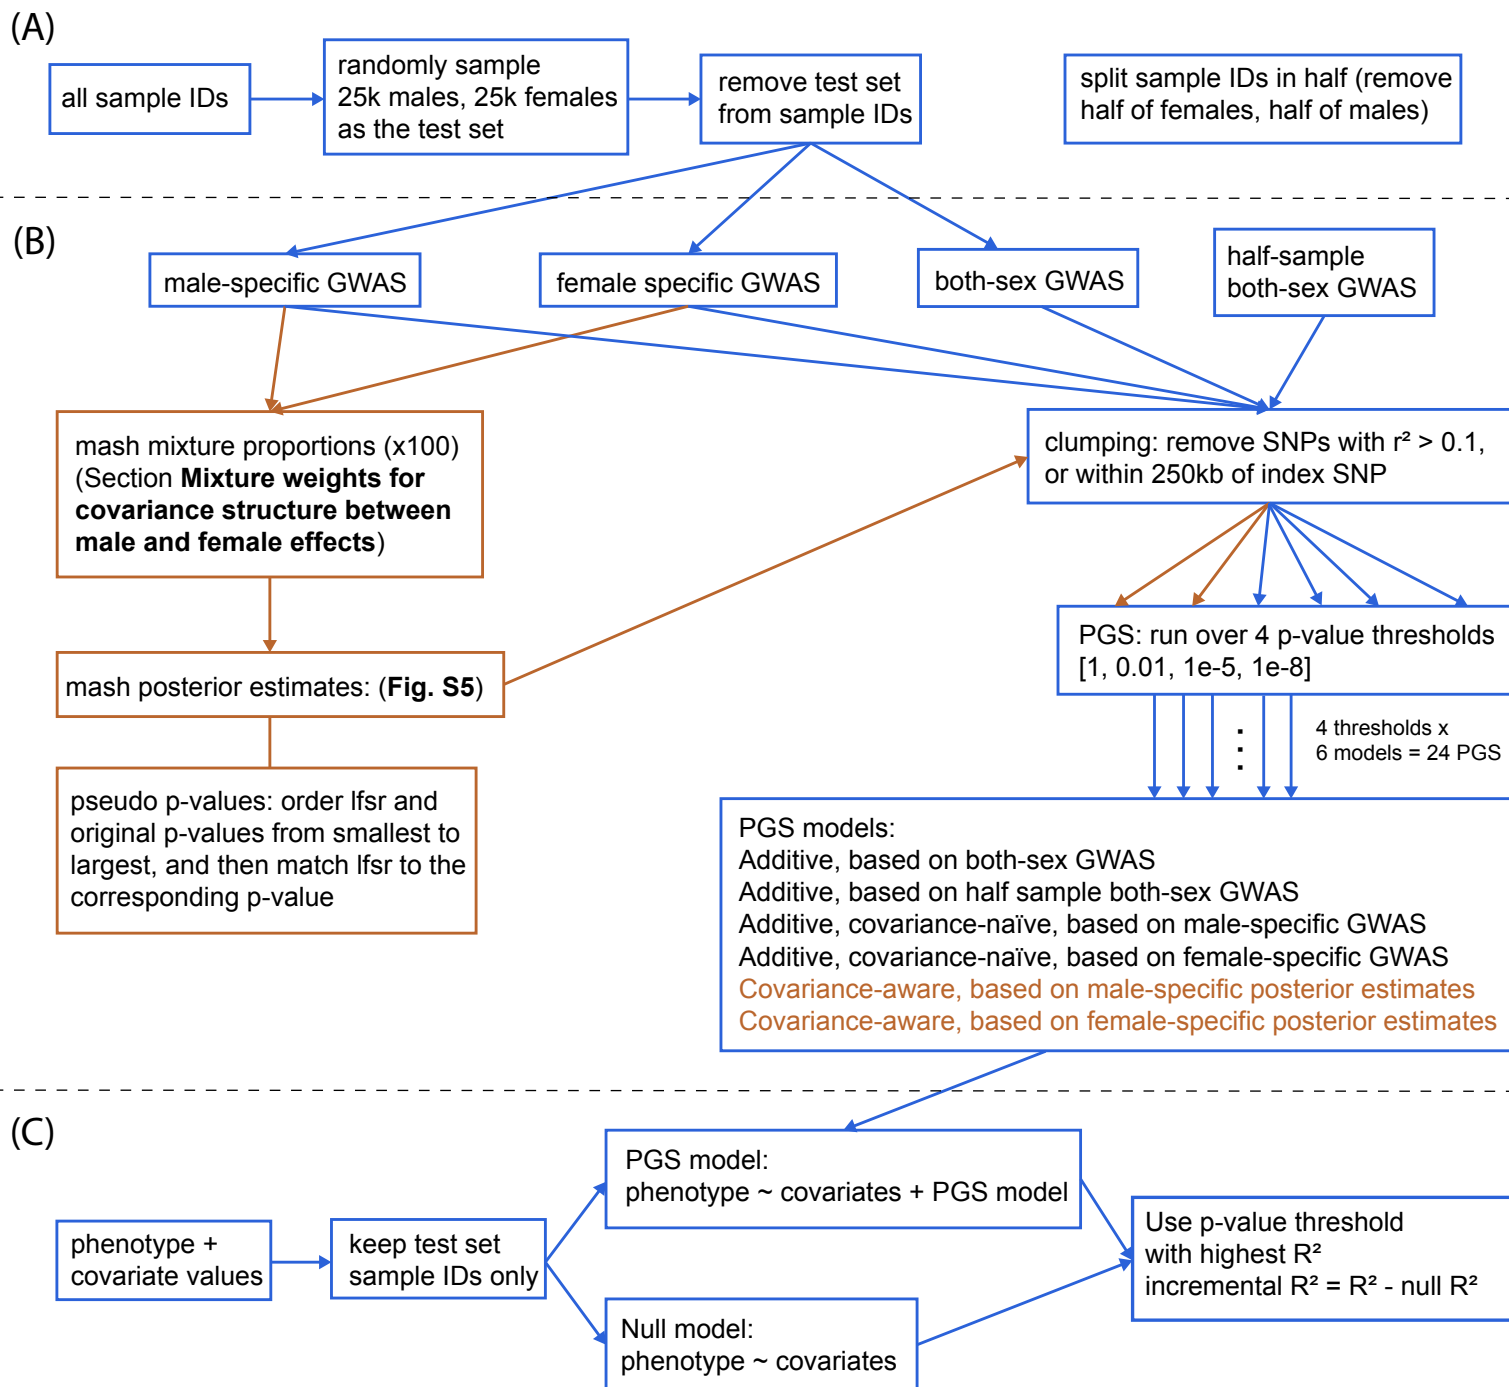 (A)
all sample IDs
randomly sample
25k males, 25k females
as the test set
remove test set
from sample IDs
split sample IDs in half (remove
half of females, half of males)
(B)
male-specific GWAS
female specific GWAS
both-sex GWAS
half-sample
both-sex GWAS
mash mixture proportions (x100)
(Section Mixture weights for
covariance structure between
male and female effects)
clumping: remove SNPs with r² > 0.1,
or within 250kb of index SNP
mash posterior estimates: (Fig. S5)
PGS: run over 4 p-value thresholds
[1, 0.01, 1e-5, 1e-8]
4 thresholds x
6 models = 24 PGS
pseudo p-values: order lfsr and
original p-values from smallest to
largest, and then match lfsr to the
corresponding p-value
PGS models:
Additive, based on both-sex GWAS
Additive, based on half sample both-sex GWAS
Additive, covariance-naïve, based on male-specific GWAS
Additive, covariance-naïve, based on female-specific GWAS
Covariance-aware, based on male-specific posterior estimates
Covariance-aware, based on female-specific posterior estimates
(C)
phenotype +
covariate values
keep test set
sample IDs only
PGS model:
phenotype ~ covariates + PGS model
Null model:
phenotype ~ covariates
Use p-value threshold
with highest R²
incremental R² = R² - null R²